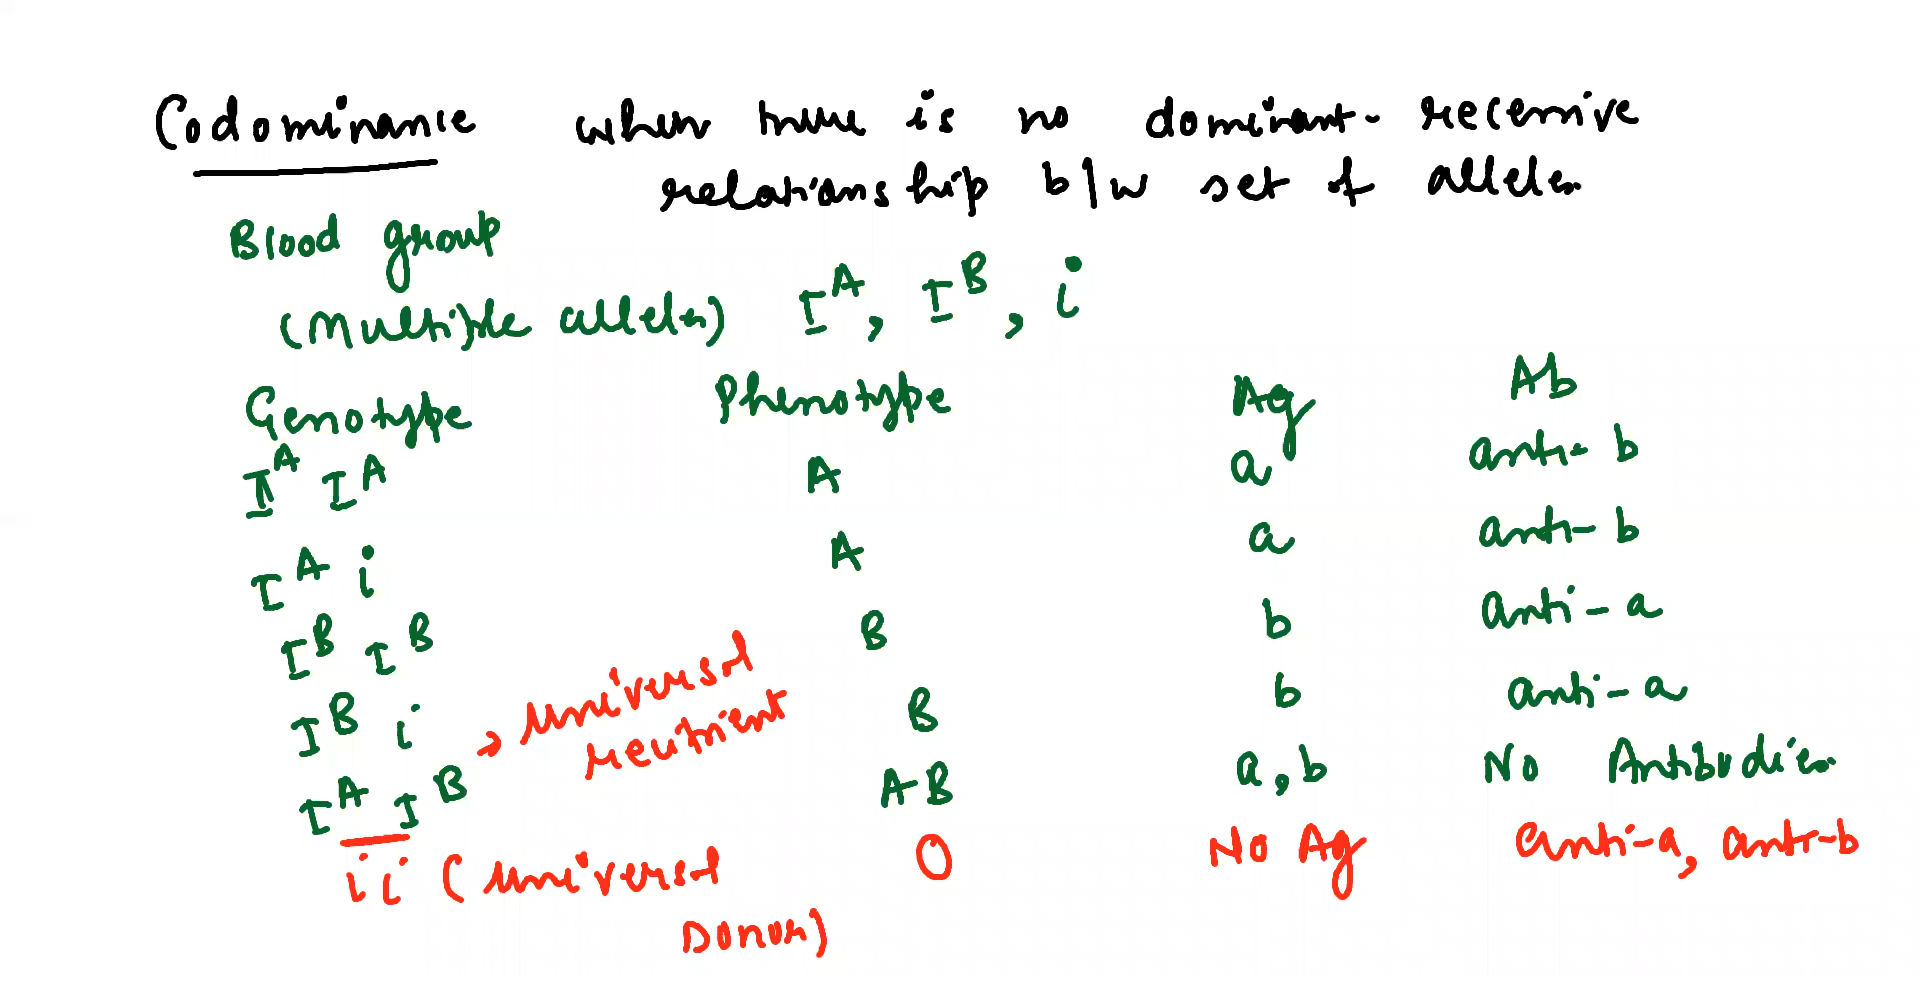 Codominance when there is no dominant-recessive
relationship b/w set of alleles.
Blood group
(Multiple alleles) I^A, I^B, i
Genotype Phenotype Ag Ab
I^A I^A A a anti-b
I^A i A a anti-b
I^B I^B B b anti-a
I^B i B b anti-a
→ universal
recipient
I^A I^B AB a, b No Antibodies
ii (universal O No Ag anti-a, anti-b
Donor)